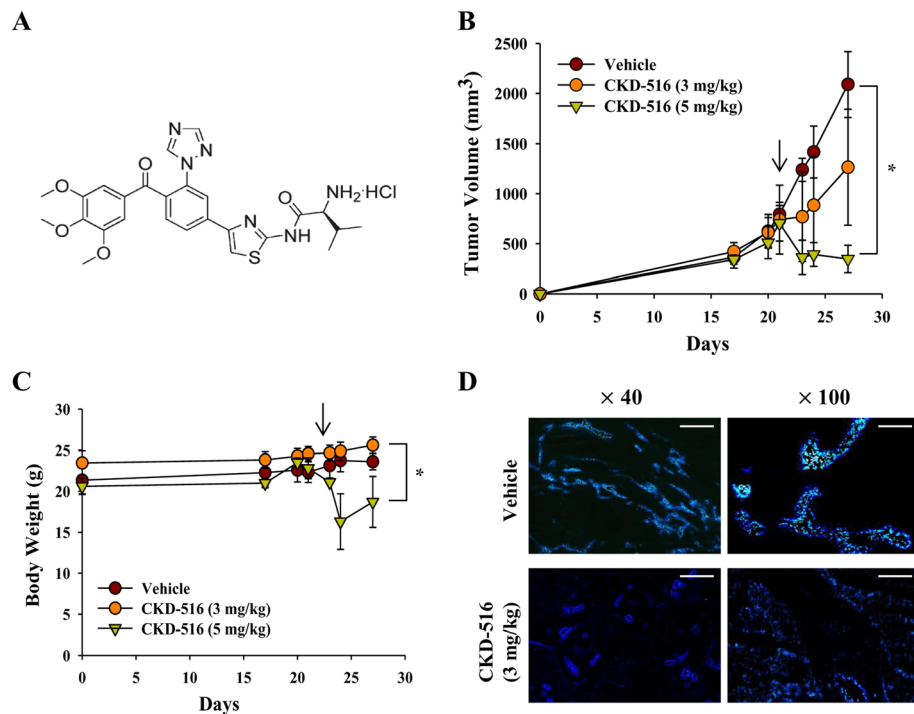 A
N
N
N
O
O
NH₂·HCl
O
O
N
NH
O
S
B
Tumor Volume (mm³)
2500
2000
1500
1000
500
0
Vehicle
CKD-516 (3 mg/kg)
CKD-516 (5 mg/kg)
*
0 5 10 15 20 25 30
Days
C
Body Weight (g)
30
25
20
15
10
5
0
*
Vehicle
CKD-516 (3 mg/kg)
CKD-516 (5 mg/kg)
0 5 10 15 20 25 30
Days
D
× 40 × 100
Vehicle
CKD-516
(3 mg/kg)